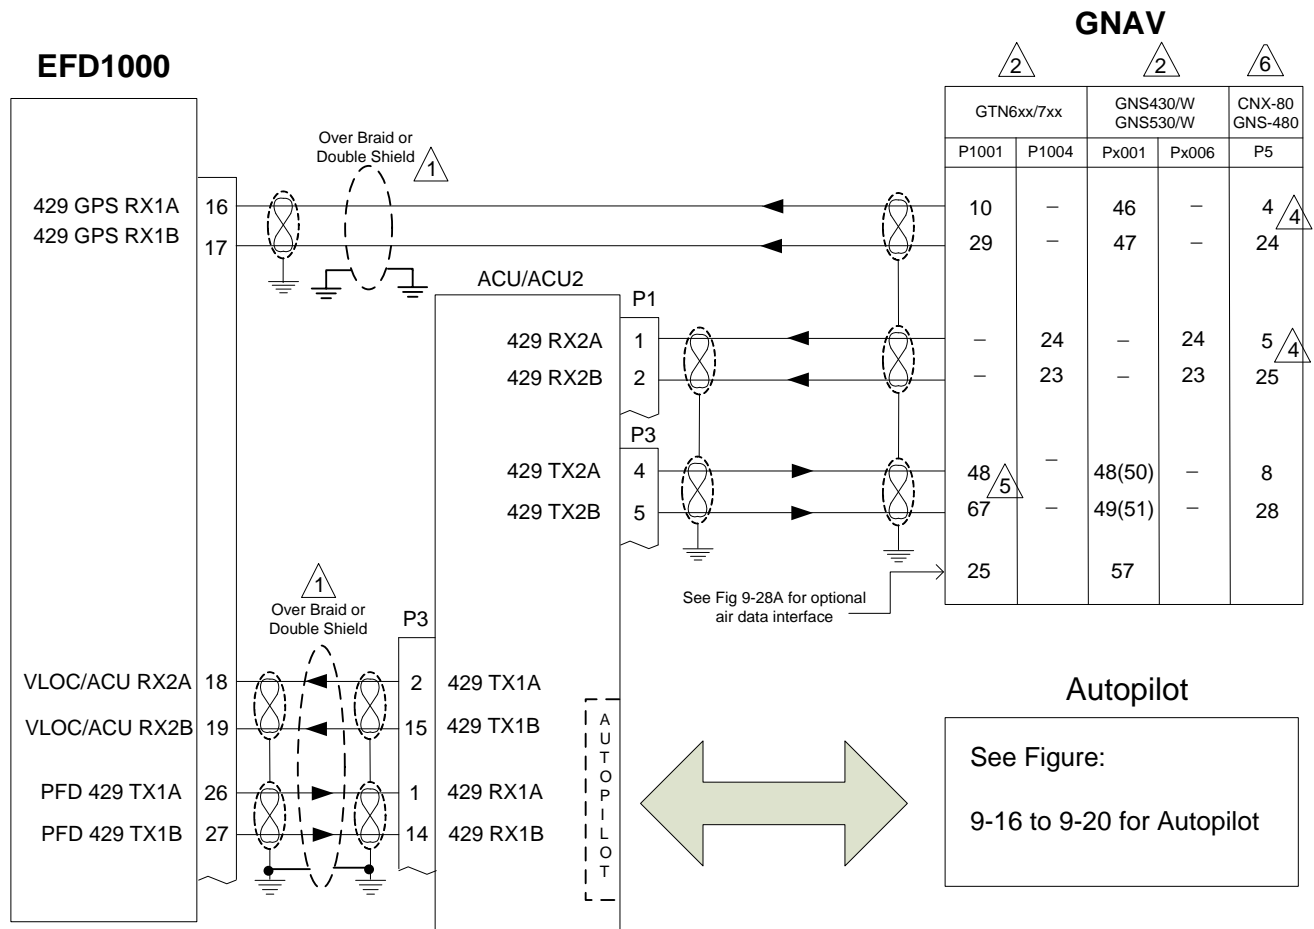 GNAV
EFD1000
2 2 6
GTN6xx/7xx GNS430/W GNS530/W CNX-80 GNS-480
P1001 P1004 Px001 Px006 P5
Over Braid or
Double Shield 1
429 GPS RX1A 16 10 – 46 – 4 4
429 GPS RX1B 17 29 – 47 – 24
ACU/ACU2
P1
429 RX2A 1 – 24 – 24 5 4
429 RX2B 2 – 23 – 23 25
P3
429 TX2A 4 48 5 – 48(50) – 8
429 TX2B 5 67 – 49(51) – 28
25 57
See Fig 9-28A for optional
air data interface
1
Over Braid or
Double Shield
P3
VLOC/ACU RX2A 18 2 429 TX1A
VLOC/ACU RX2B 19 15 429 TX1B
PFD 429 TX1A 26 1 429 RX1A
PFD 429 TX1B 27 14 429 RX1B
AUTOPILOT
Autopilot
See Figure:
9-16 to 9-20 for Autopilot